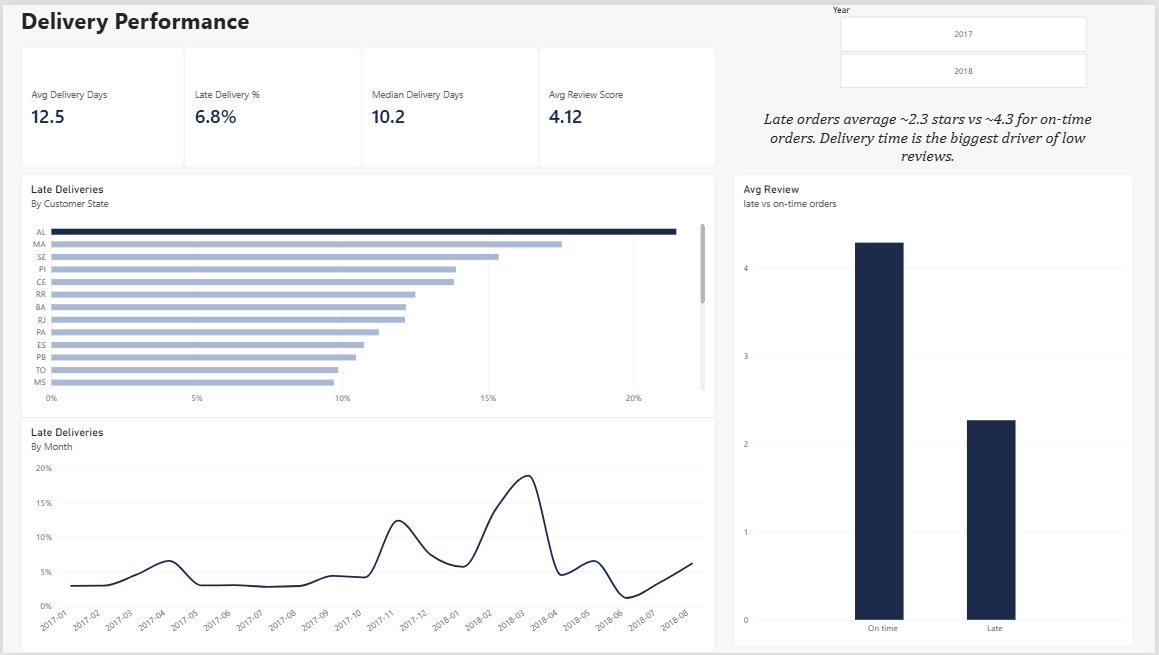 Delivery Performance
Year
2017
2018
Avg Delivery Days
12.5
Late Delivery %
6.8%
Median Delivery Days
10.2
Avg Review Score
4.12
Late orders average ~2.3 stars vs ~4.3 for on-time
orders. Delivery time is the biggest driver of low
reviews.
Late Deliveries
By Customer State
AL
MA
SE
PI
CE
RR
BA
RJ
PA
ES
PB
TO
MS
0% 5% 10% 15% 20%
Late Deliveries
By Month
20%
15%
10%
5%
0%
2017-01 2017-02 2017-03 2017-04 2017-05 2017-06 2017-07 2017-08 2017-09 2017-10 2017-11 2017-12 2018-01 2018-02 2018-03 2018-04 2018-05 2018-06 2018-07 2018-08
Avg Review
late vs on-time orders
4
3
2
1
0
On time Late